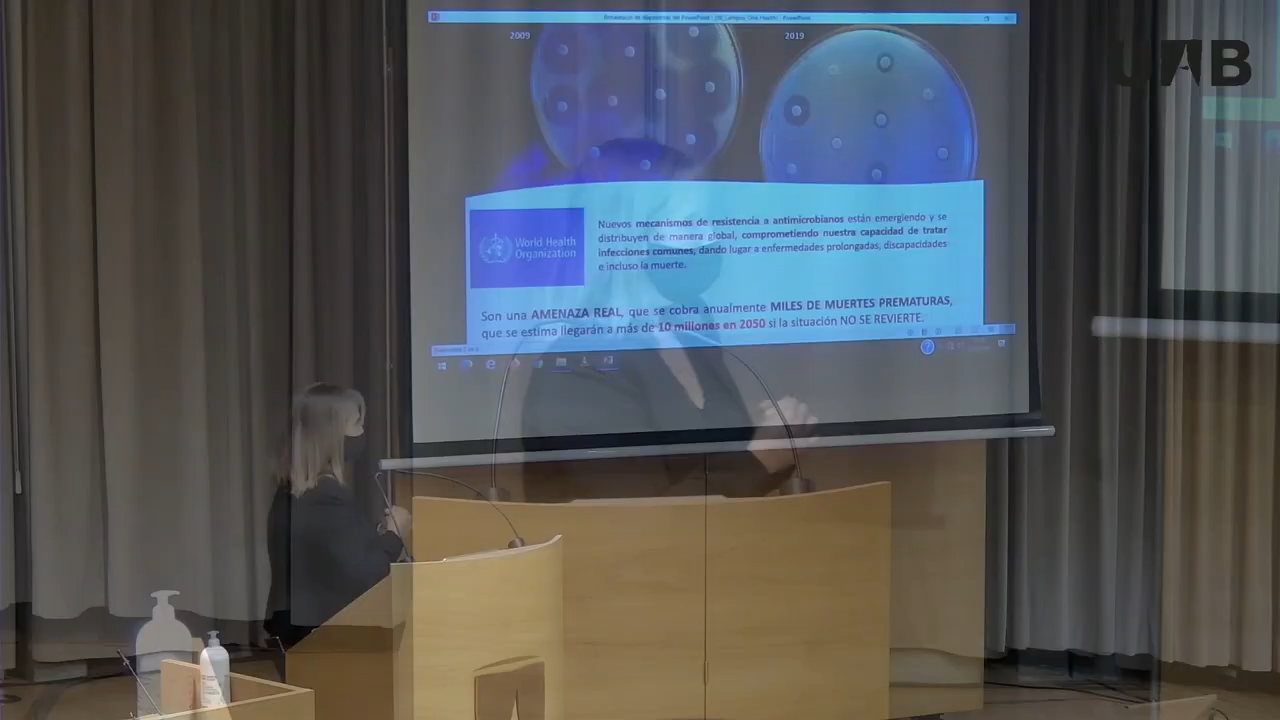 2009
2019
UAB
World Health
Organization
Nuevos mecanismos de resistencia a antimicrobianos están emergiendo y se
distribuyen de manera global, comprometiendo nuestra capacidad de tratar
infecciones comunes, dando lugar a enfermedades prolongadas, discapacidades
e incluso la muerte.
Son una AMENAZA REAL, que se cobra anualmente MILES DE MUERTES PREMATURAS,
que se estima llegarán a más de 10 millones en 2050 si la situación NO SE REVIERTE.